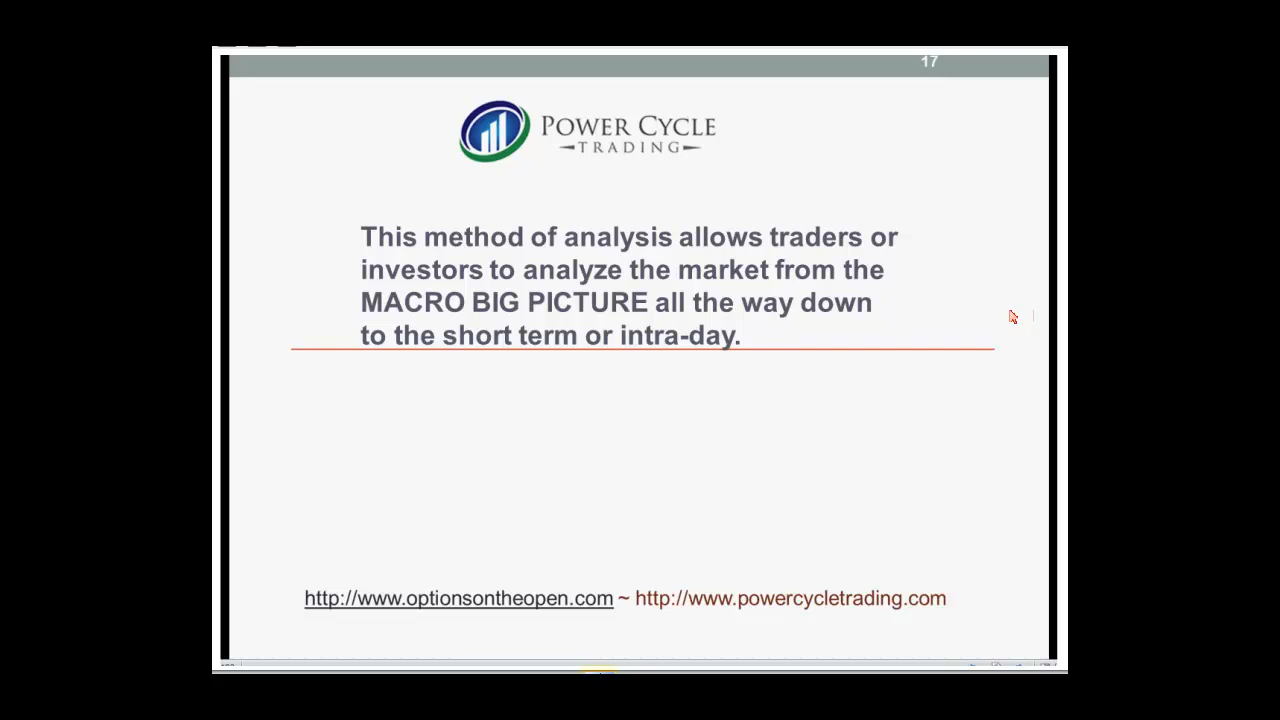 17
POWER CYCLE
TRADING
This method of analysis allows traders or
investors to analyze the market from the
MACRO BIG PICTURE all the way down
to the short term or intra-day.
http://www.optionsontheopen.com ~ http://www.powercycletrading.com